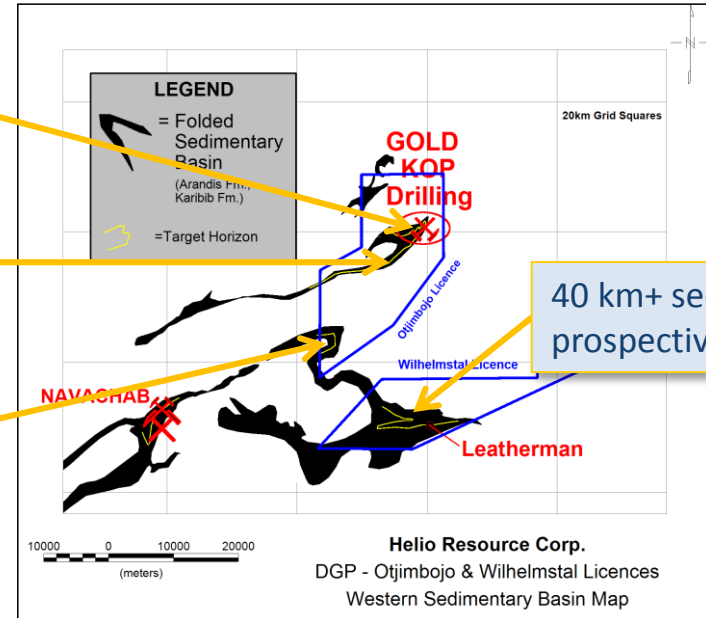 N
LEGEND
= Folded
Sedimentary
Basin
(Arandis Fm.,
Karibib Fm.)
=Target Horizon
20km Grid Squares
GOLD
KOP
Drilling
Otjimbojo Licence
40 km+ se
prospectiv
Wilhelmstal Licence
NAVACHAB
Leatherman
10000 0 10000 20000
(meters)
Helio Resource Corp.
DGP - Otjimbojo & Wilhelmstal Licences
Western Sedimentary Basin Map